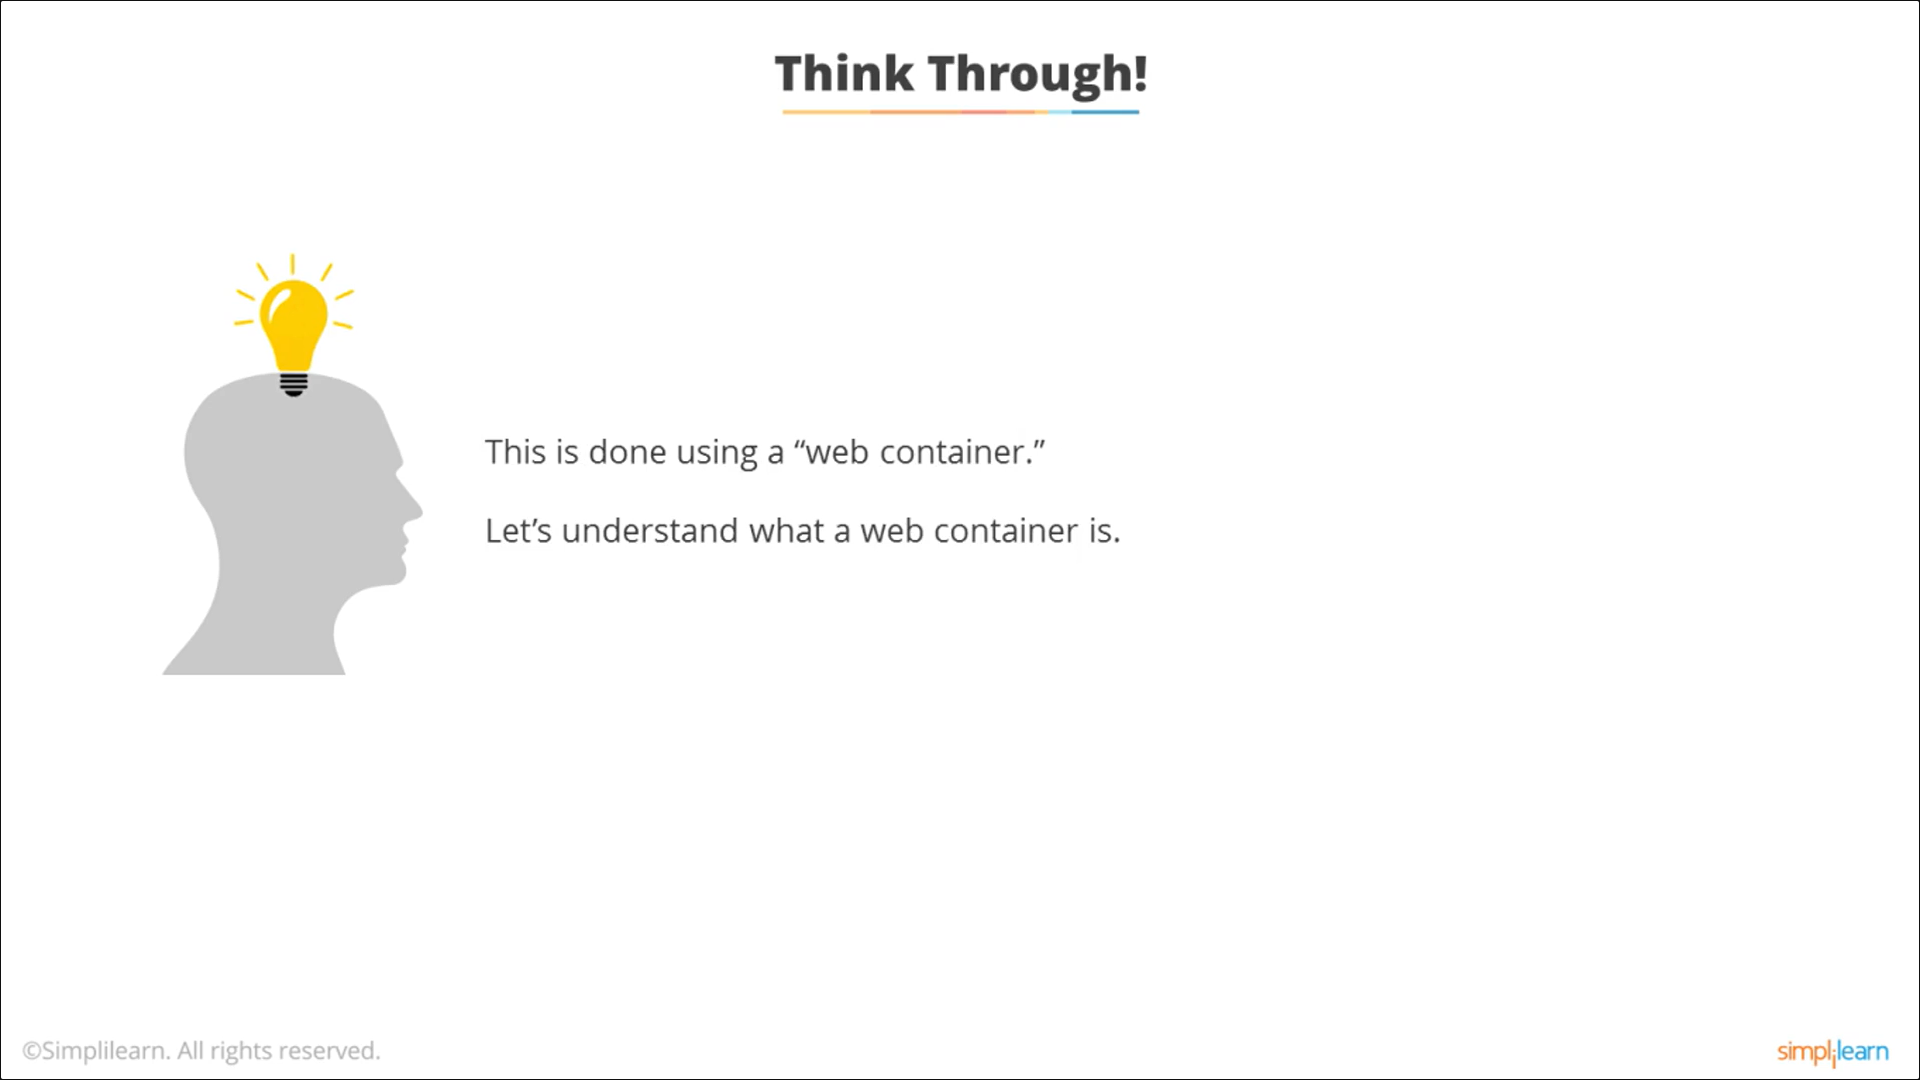 Think Through!
This is done using a “web container.”
Let’s understand what a web container is.
©Simplilearn. All rights reserved.
simplilearn